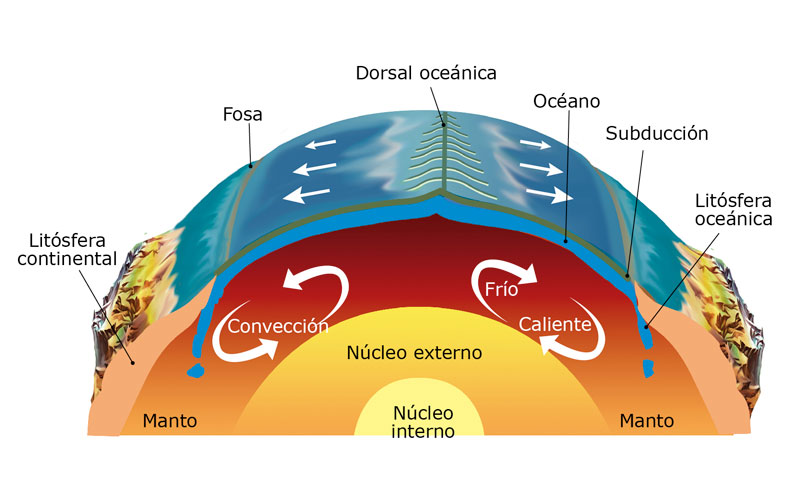 Dorsal oceánica
Océano
Fosa
Subducción
Litósfera
oceánica
Litósfera
continental
Frío
Convección
Caliente
Núcleo externo
Núcleo
interno
Manto
Manto